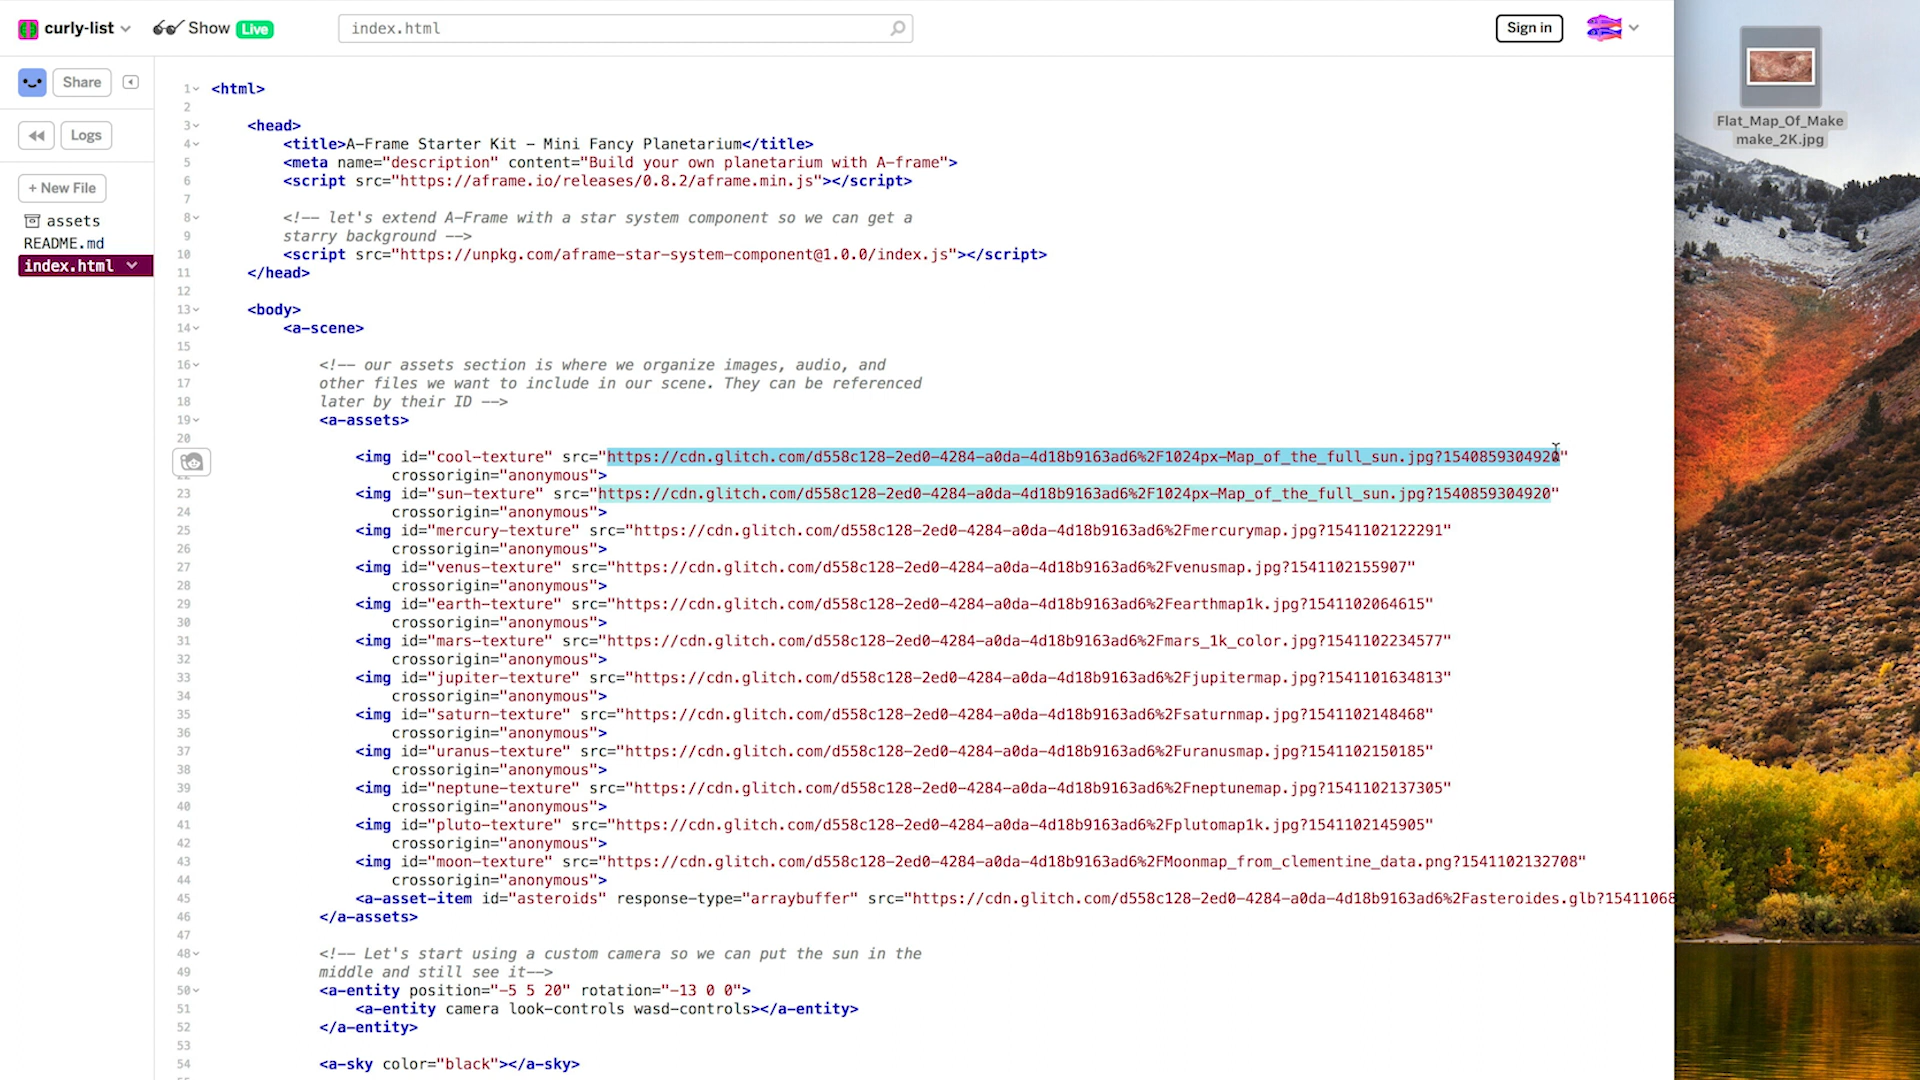 curly-list
Show Live
index.html
Sign in
Share
Logs
+ New File
assets
README.md
index.html
Flat_Map_Of_Make
make_2K.jpg
1 <html>
2
3 <head>
4 <title>A-Frame Starter Kit – Mini Fancy Planetarium</title>
5 <meta name="description" content="Build your own planetarium with A-frame">
6 <script src="https://aframe.io/releases/0.8.2/aframe.min.js"></script>
7
8 <!-- let's extend A-Frame with a star system component so we can get a
9 starry background -->
10 <script src="https://unpkg.com/aframe-star-system-component@1.0.0/index.js"></script>
11 </head>
12
13 <body>
14 <a-scene>
15
16 <!-- our assets section is where we organize images, audio, and
17 other files we want to include in our scene. They can be referenced
18 later by their ID -->
19 <a-assets>
20
<img id="cool-texture" src="https://cdn.glitch.com/d558c128-2ed0-4284-a0da-4d18b9163ad6%2F1024px-Map_of_the_full_sun.jpg?1540859304920"
crossorigin="anonymous">
23 <img id="sun-texture" src="https://cdn.glitch.com/d558c128-2ed0-4284-a0da-4d18b9163ad6%2F1024px-Map_of_the_full_sun.jpg?1540859304920"
24 crossorigin="anonymous">
25 <img id="mercury-texture" src="https://cdn.glitch.com/d558c128-2ed0-4284-a0da-4d18b9163ad6%2Fmercurymap.jpg?1541102122291"
26 crossorigin="anonymous">
27 <img id="venus-texture" src="https://cdn.glitch.com/d558c128-2ed0-4284-a0da-4d18b9163ad6%2Fvenusmap.jpg?1541102155907"
28 crossorigin="anonymous">
29 <img id="earth-texture" src="https://cdn.glitch.com/d558c128-2ed0-4284-a0da-4d18b9163ad6%2Fearthmap1k.jpg?1541102064615"
30 crossorigin="anonymous">
31 <img id="mars-texture" src="https://cdn.glitch.com/d558c128-2ed0-4284-a0da-4d18b9163ad6%2Fmars_1k_color.jpg?1541102234577"
32 crossorigin="anonymous">
33 <img id="jupiter-texture" src="https://cdn.glitch.com/d558c128-2ed0-4284-a0da-4d18b9163ad6%2Fjupitermap.jpg?1541101634813"
34 crossorigin="anonymous">
35 <img id="saturn-texture" src="https://cdn.glitch.com/d558c128-2ed0-4284-a0da-4d18b9163ad6%2Fsaturnmap.jpg?1541102148468"
36 crossorigin="anonymous">
37 <img id="uranus-texture" src="https://cdn.glitch.com/d558c128-2ed0-4284-a0da-4d18b9163ad6%2Furanusmap.jpg?1541102150185"
38 crossorigin="anonymous">
39 <img id="neptune-texture" src="https://cdn.glitch.com/d558c128-2ed0-4284-a0da-4d18b9163ad6%2Fneptunemap.jpg?1541102137305"
40 crossorigin="anonymous">
41 <img id="pluto-texture" src="https://cdn.glitch.com/d558c128-2ed0-4284-a0da-4d18b9163ad6%2Fplutomap1k.jpg?1541102145905"
42 crossorigin="anonymous">
43 <img id="moon-texture" src="https://cdn.glitch.com/d558c128-2ed0-4284-a0da-4d18b9163ad6%2FMoonmap_from_clementine_data.png?1541102132708"
44 crossorigin="anonymous">
45 <a-asset-item id="asteroids" response-type="arraybuffer" src="https://cdn.glitch.com/d558c128-2ed0-4284-a0da-4d18b9163ad6%2Fasteroides.glb?15411068
46 </a-assets>
47
48 <!-- Let's start using a custom camera so we can put the sun in the
49 middle and still see it-->
50 <a-entity position="-5 5 20" rotation="-13 0 0">
51 <a-entity camera look-controls wasd-controls></a-entity>
52 </a-entity>
53
54 <a-sky color="black"></a-sky>